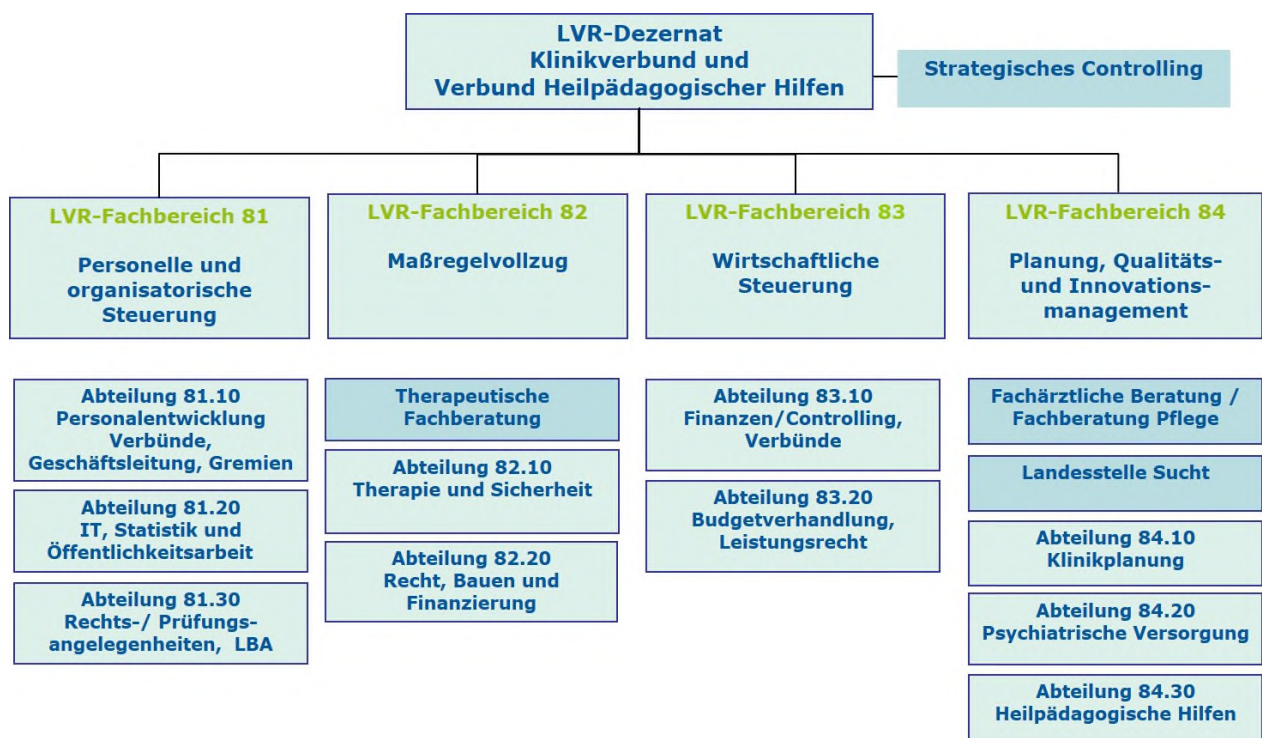 LVR-Dezernat
Klinikverbund und
Verbund Heilpädagogischer Hilfen
Strategisches Controlling
LVR-Fachbereich 81
Personelle und
organisatorische
Steuerung
LVR-Fachbereich 82
Maßregelvollzug
LVR-Fachbereich 83
Wirtschaftliche
Steuerung
LVR-Fachbereich 84
Planung, Qualitäts-
und Innovations-
management
Abteilung 81.10
Personalentwicklung
Verbünde,
Geschäftsleitung, Gremien
Abteilung 81.20
IT, Statistik und
Öffentlichkeitsarbeit
Abteilung 81.30
Rechts-/ Prüfungs-
angelegenheiten, LBA
Therapeutische
Fachberatung
Abteilung 82.10
Therapie und Sicherheit
Abteilung 82.20
Recht, Bauen und
Finanzierung
Abteilung 83.10
Finanzen/Controlling,
Verbünde
Abteilung 83.20
Budgetverhandlung,
Leistungsrecht
Fachärztliche Beratung /
Fachberatung Pflege
Landesstelle Sucht
Abteilung 84.10
Klinikplanung
Abteilung 84.20
Psychiatrische Versorgung
Abteilung 84.30
Heilpädagogische Hilfen